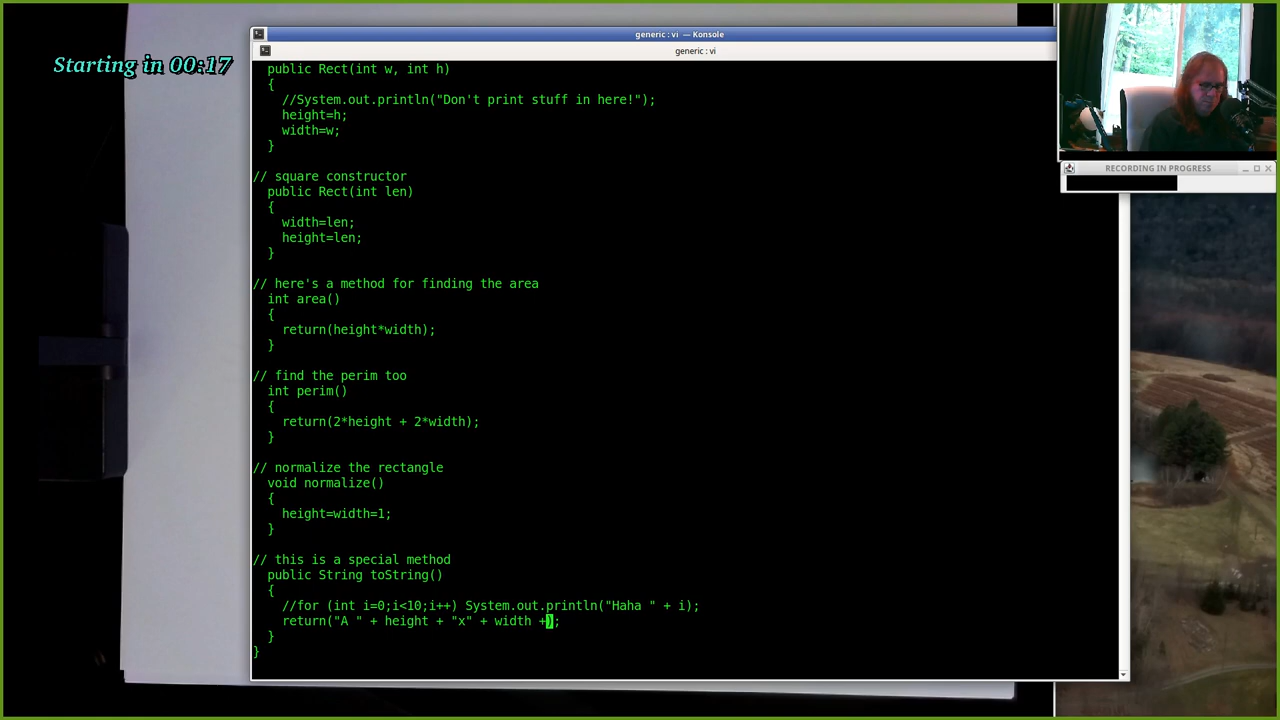 Starting in 00:17
generic : vi — Konsole
generic : vi
RECORDING IN PROGRESS
public Rect(int w, int h)
{
//System.out.println("Don't print stuff in here!");
height=h;
width=w;
}
// square constructor
public Rect(int len)
{
width=len;
height=len;
}
// here's a method for finding the area
int area()
{
return(height*width);
}
// find the perim too
int perim()
{
return(2*height + 2*width);
}
// normalize the rectangle
void normalize()
{
height=width=1;
}
// this is a special method
public String toString()
{
//for (int i=0;i<10;i++) System.out.println("Haha " + i);
return("A " + height + "x" + width +);
}
}